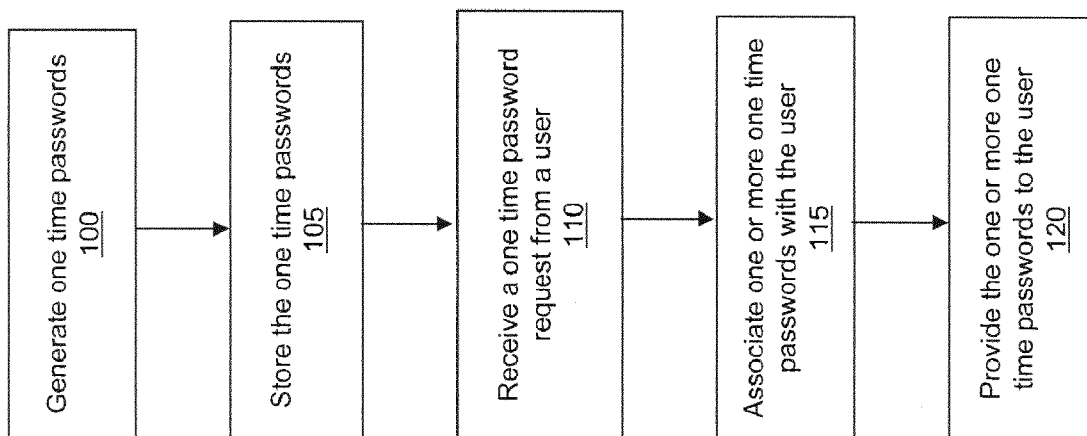 Generate one time passwords
100
Store the one time passwords
105
Receive a one time password
request from a user
110
Associate one or more one time
passwords with the user
115
Provide the one or more one
time passwords to the user
120